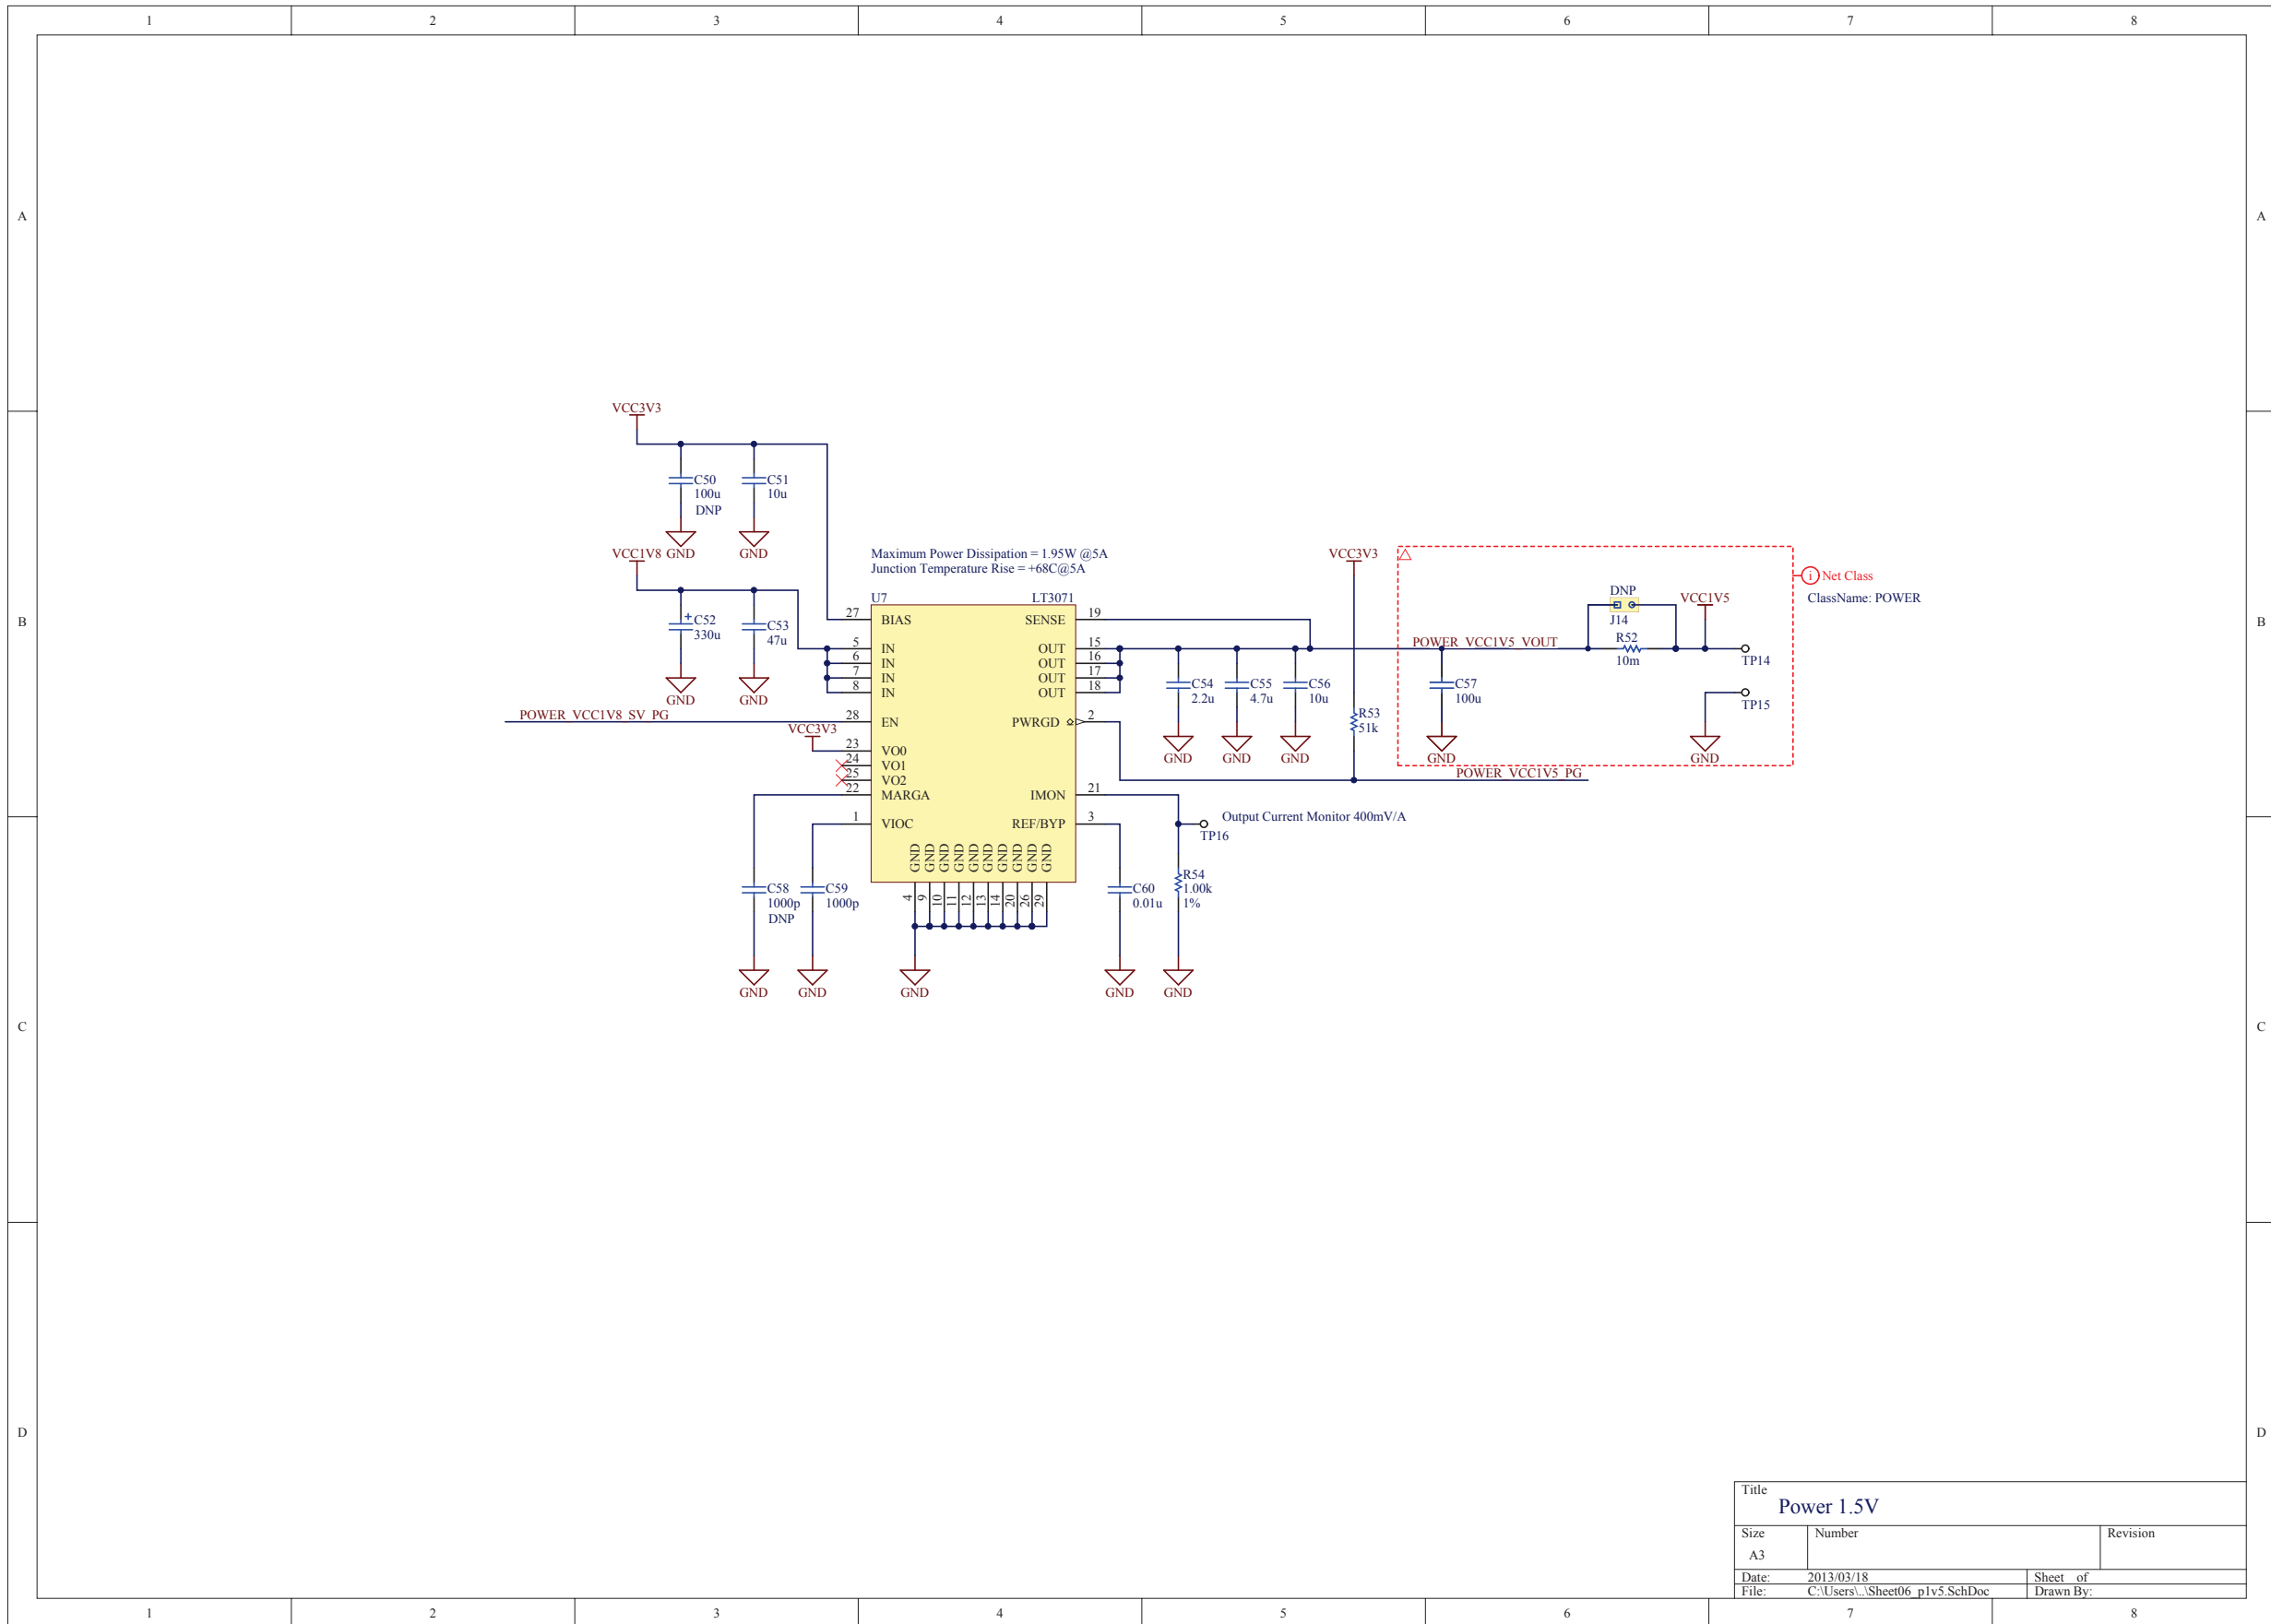 1 2 3 4 5 6 7 8
A A
VCC3V3
C50
100u
DNP
C51
10u
GND
GND
VCC1V8
C52
330u
C53
47u
GND
GND
Maximum Power Dissipation = 1.95W @5A
Junction Temperature Rise = +68C@5A
U7 LT3071
27 BIAS SENSE 19
5 IN OUT 15
6 IN OUT 16
7 IN OUT 17
8 IN OUT 18
POWER_VCC1V8_SV_PG
28 EN PWRGD 2
VCC3V3
23 VO0
24 VO1
25 VO2
22 MARGA IMON 21
1 VIOC REF/BYP 3
GND GND GND GND GND GND GND GND GND GND
4 9 10 11 12 13 14 20 26 29
C54
2.2u
C55
4.7u
C56
10u
GND
GND
GND
VCC3V3
R53
51k
POWER_VCC1V5_VOUT
C57
100u
GND
DNP
J14
R52
10m
VCC1V5
TP14
TP15
GND
i Net Class
ClassName: POWER
POWER_VCC1V5_PG
B B
Output Current Monitor 400mV/A
TP16
C58
1000p
DNP
C59
1000p
C60
0.01u
R54
1.00k
1%
GND
GND
GND
GND
GND
C C
D D
Title
Power 1.5V
Size Number Revision
A3
Date: 2013/03/18 Sheet of
File: C:\Users\..\Sheet06_p1v5.SchDoc Drawn By:
1 2 3 4 5 6 7 8